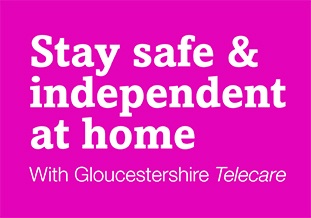 Stay safe &
independent
at home
With Gloucestershire Telecare